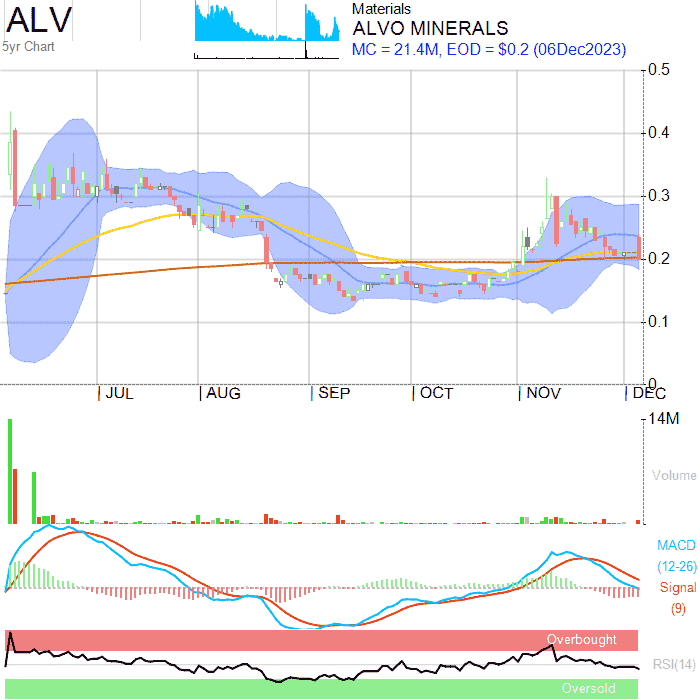 ALV
5yr Chart
Materials
ALVO MINERALS
MC = 21.4M, EOD = $0.2 (06Dec2023)
0.5
0.4
0.3
0.2
0.1
0
JUL AUG SEP OCT NOV DEC
14M
Volume
MACD
(12-26)
Signal
(9)
Overbought
RSI(14)
Oversold